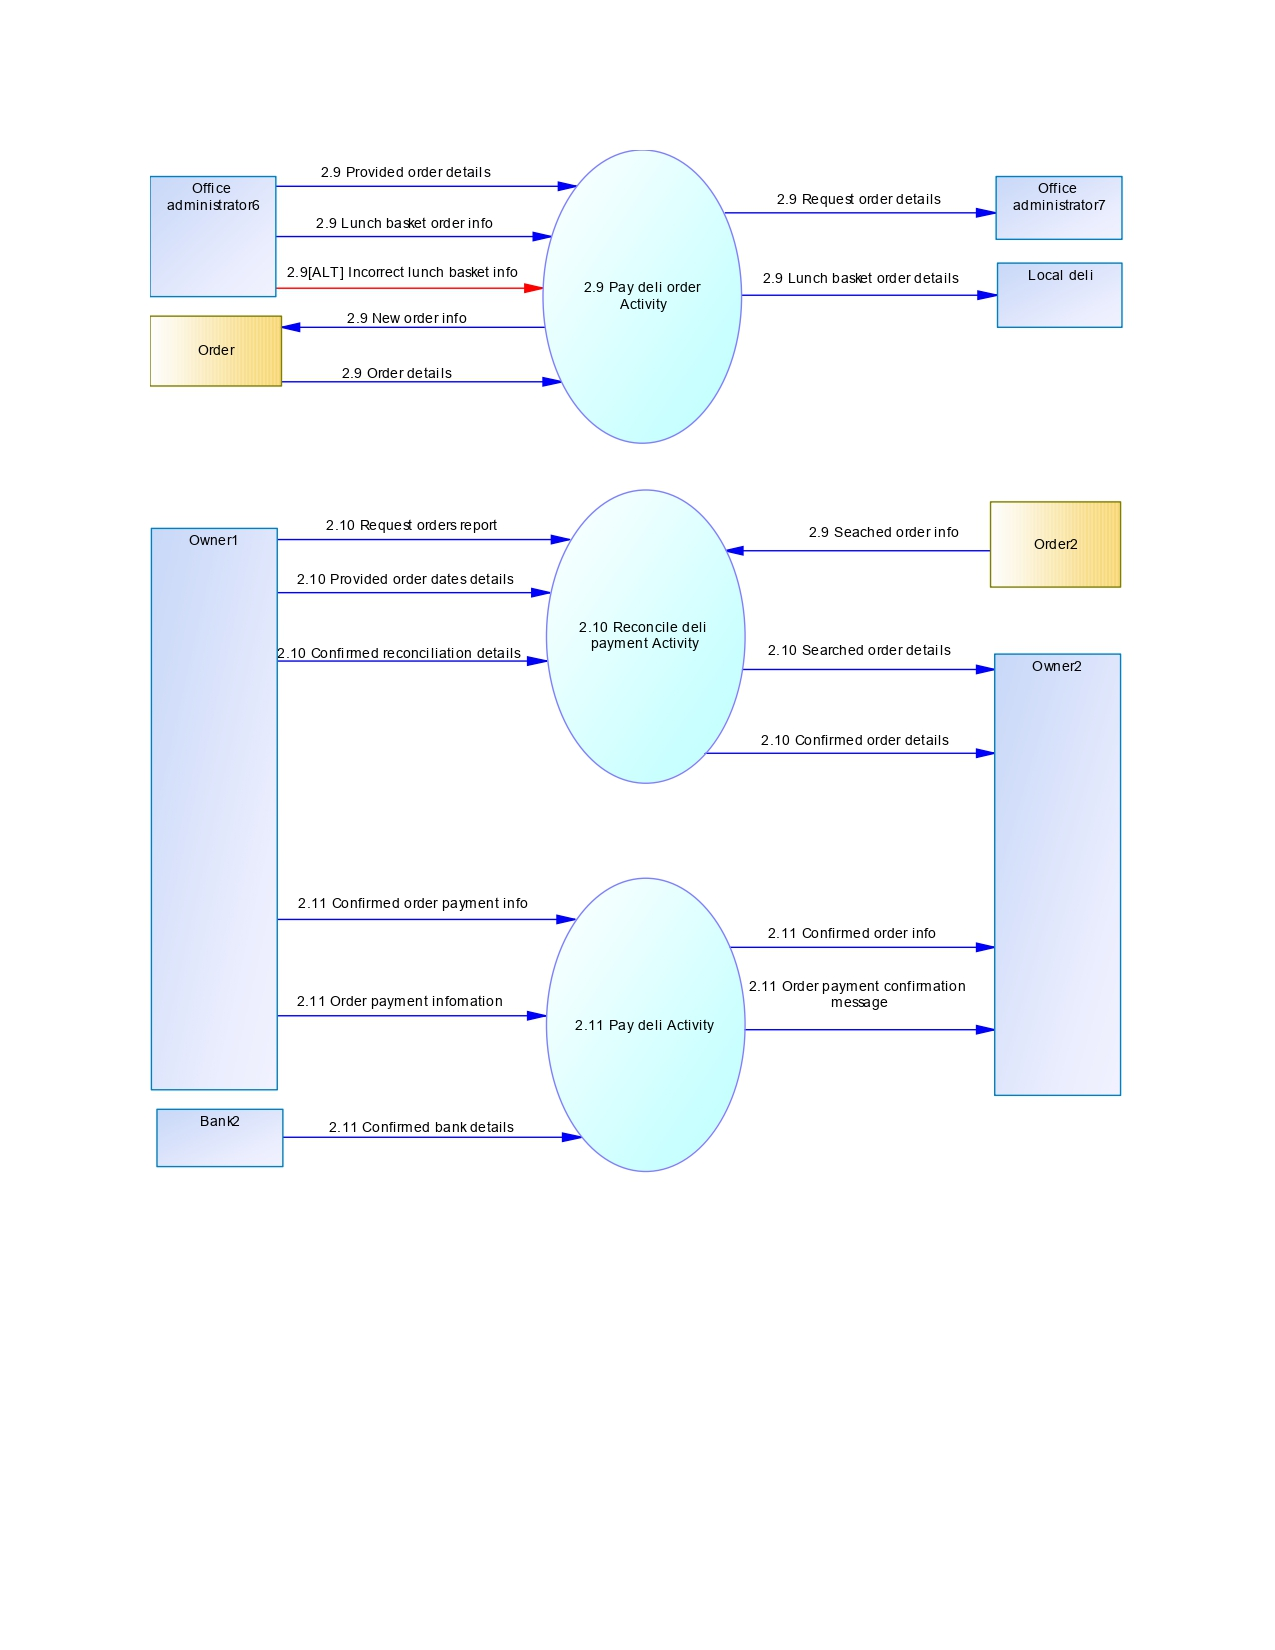 Office
administrator6
2.9 Provided order details
2.9 Lunch basket order info
2.9[ALT] Incorrect lunch basket info
2.9 Pay deli order
Activity
2.9 Request order details
Office
administrator7
2.9 Lunch basket order details
Local deli
2.9 New order info
Order
2.9 Order details
Owner1
2.10 Request orders report
2.10 Provided order dates details
2.10 Confirmed reconciliation details
2.10 Reconcile deli
payment Activity
2.9 Seached order info
Order2
2.10 Searched order details
Owner2
2.10 Confirmed order details
2.11 Confirmed order payment info
2.11 Order payment infomation
2.11 Pay deli Activity
2.11 Confirmed order info
2.11 Order payment confirmation
message
Bank2
2.11 Confirmed bank details